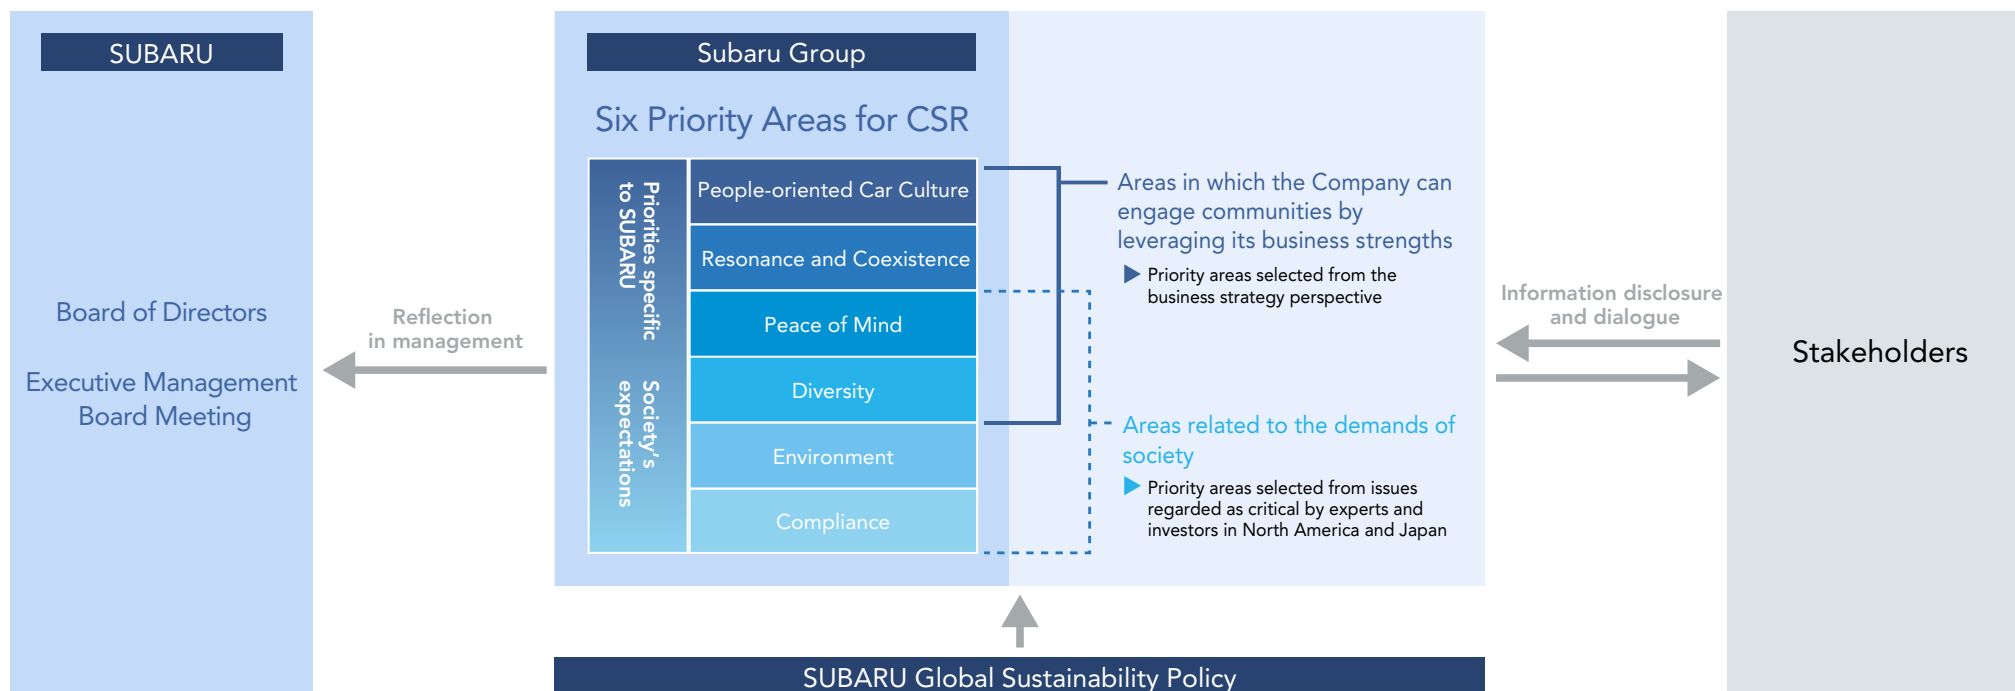 SUBARU
Board of Directors
Executive Management
Board Meeting
Reflection
in management
Subaru Group
Six Priority Areas for CSR
Priorities specific
to SUBARU
Society's
expectations
People-oriented Car Culture
Resonance and Coexistence
Peace of Mind
Diversity
Environment
Compliance
Areas in which the Company can
engage communities by
leveraging its business strengths
Priority areas selected from the
business strategy perspective
Areas related to the demands of
society
Priority areas selected from issues
regarded as critical by experts and
investors in North America and Japan
Information disclosure
and dialogue
Stakeholders
SUBARU Global Sustainability Policy